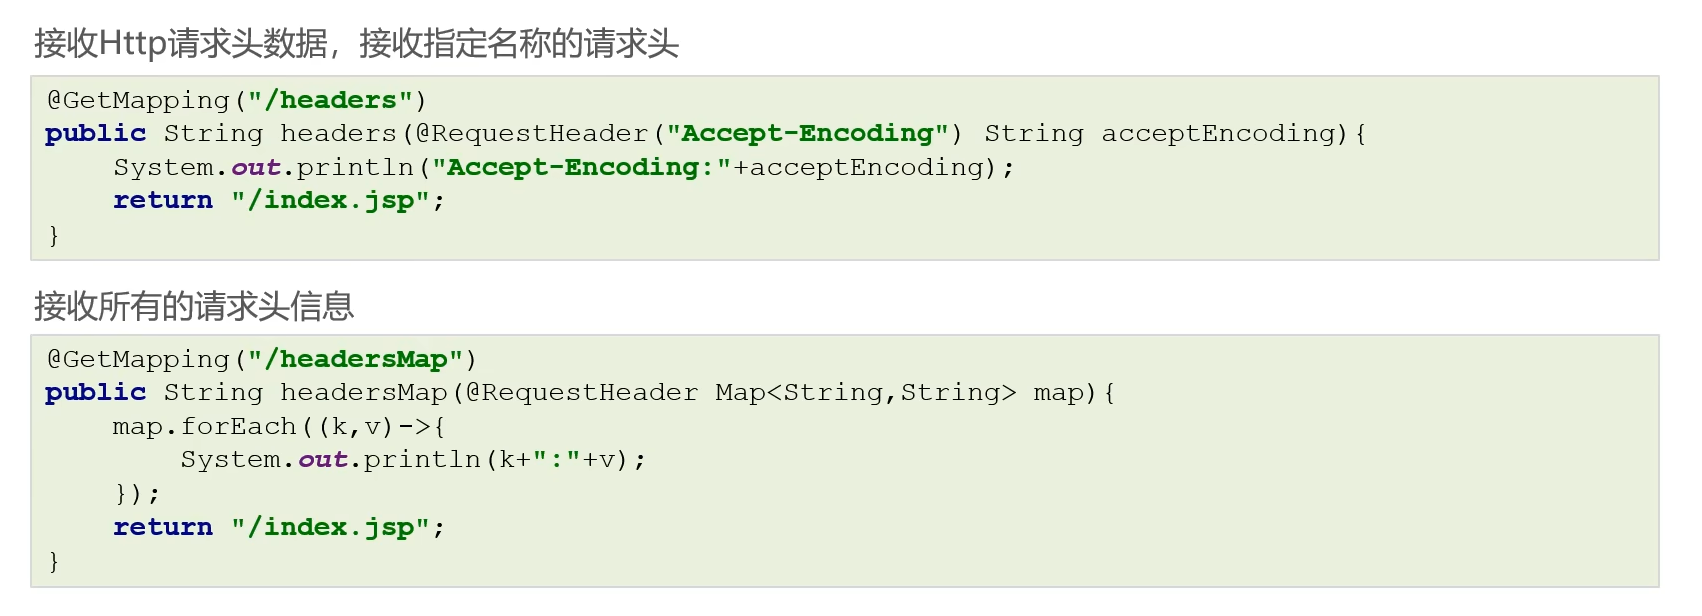 接收Http请求头数据，接收指定名称的请求头
@GetMapping("/headers")
public String headers(@RequestHeader("Accept-Encoding") String acceptEncoding){
    System.out.println("Accept-Encoding:"+acceptEncoding);
    return "/index.jsp";
}
接收所有的请求头信息
@GetMapping("/headersMap")
public String headersMap(@RequestHeader Map<String,String> map){
    map.forEach((k,v)->{
        System.out.println(k+":"+v);
    });
    return "/index.jsp";
}